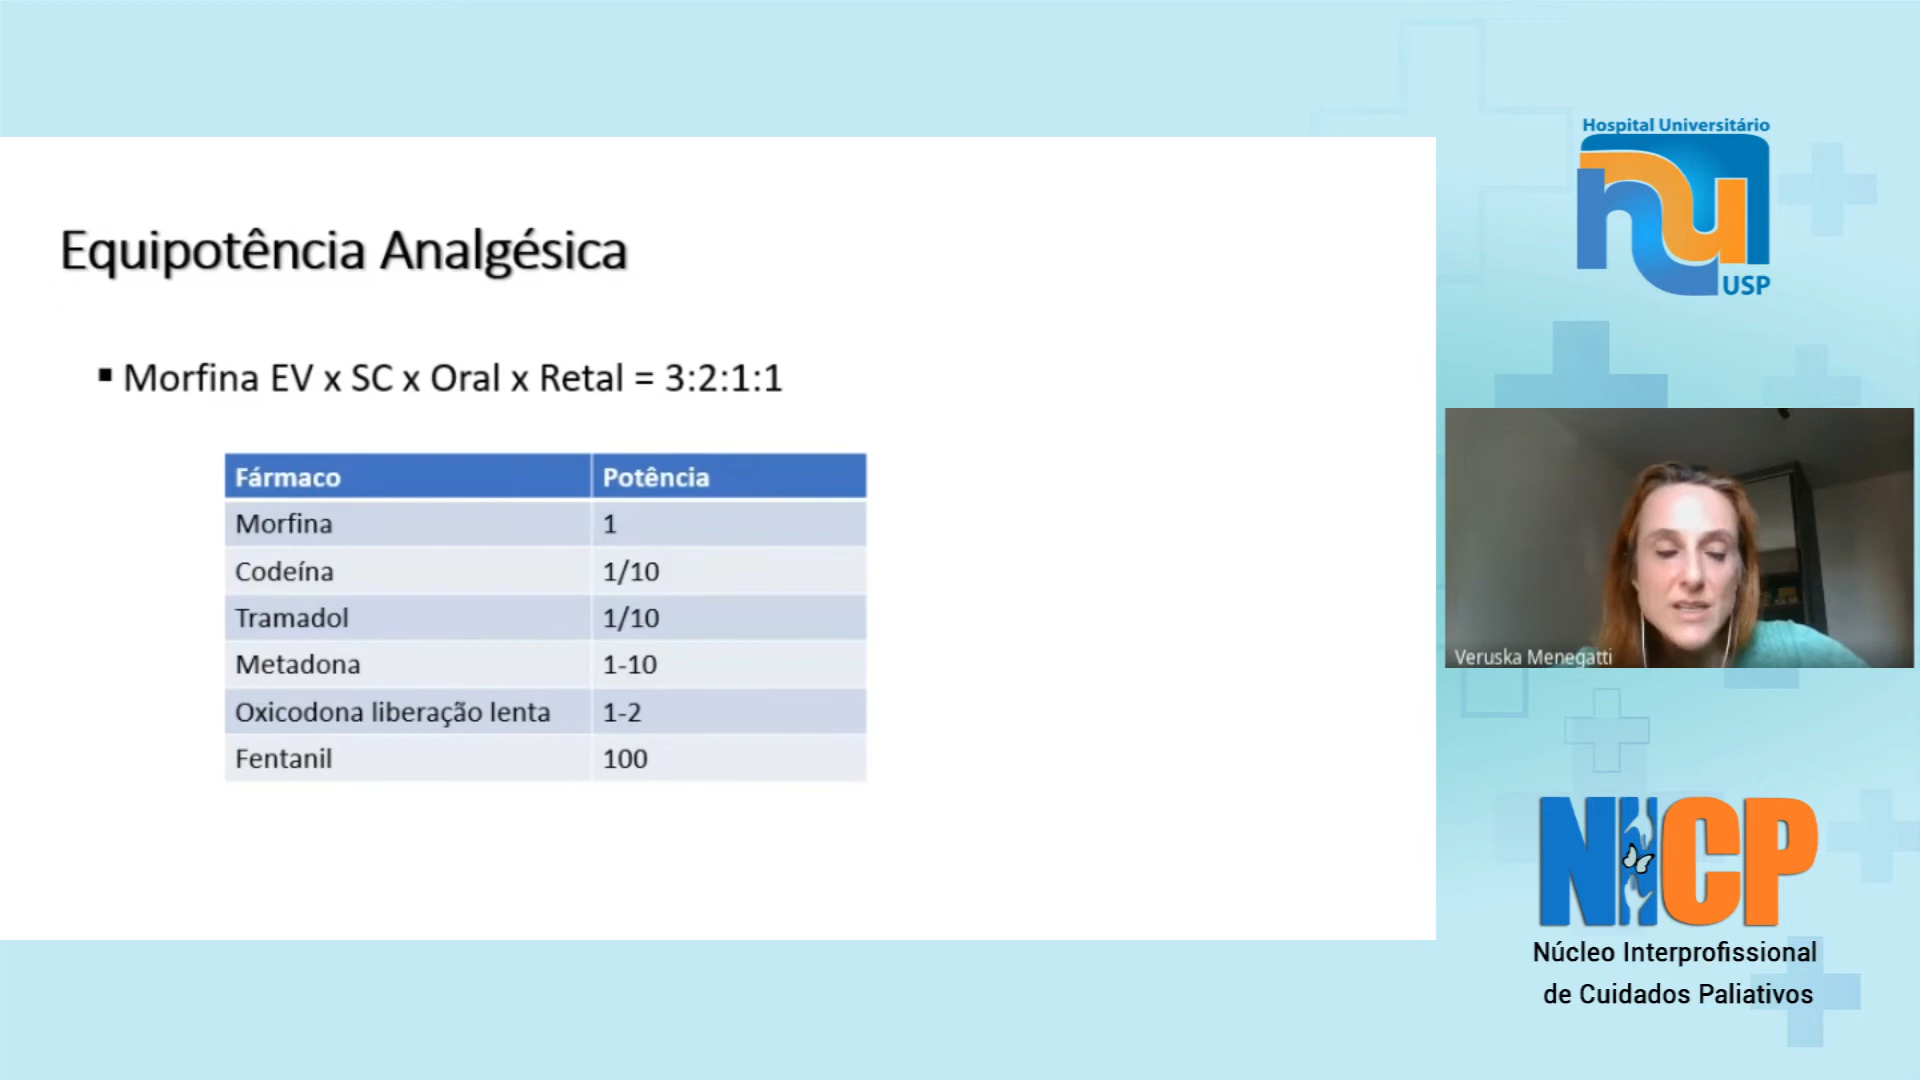 Equipotência Analgésica
▪ Morfina EV x SC x Oral x Retal = 3:2:1:1
Fármaco Potência
Morfina 1
Codeína 1/10
Tramadol 1/10
Metadona 1-10
Oxicodona liberação lenta 1-2
Fentanil 100
Hospital Universitário
hu
USP
Veruska Menegatti
NICP
Núcleo Interprofissional
de Cuidados Paliativos